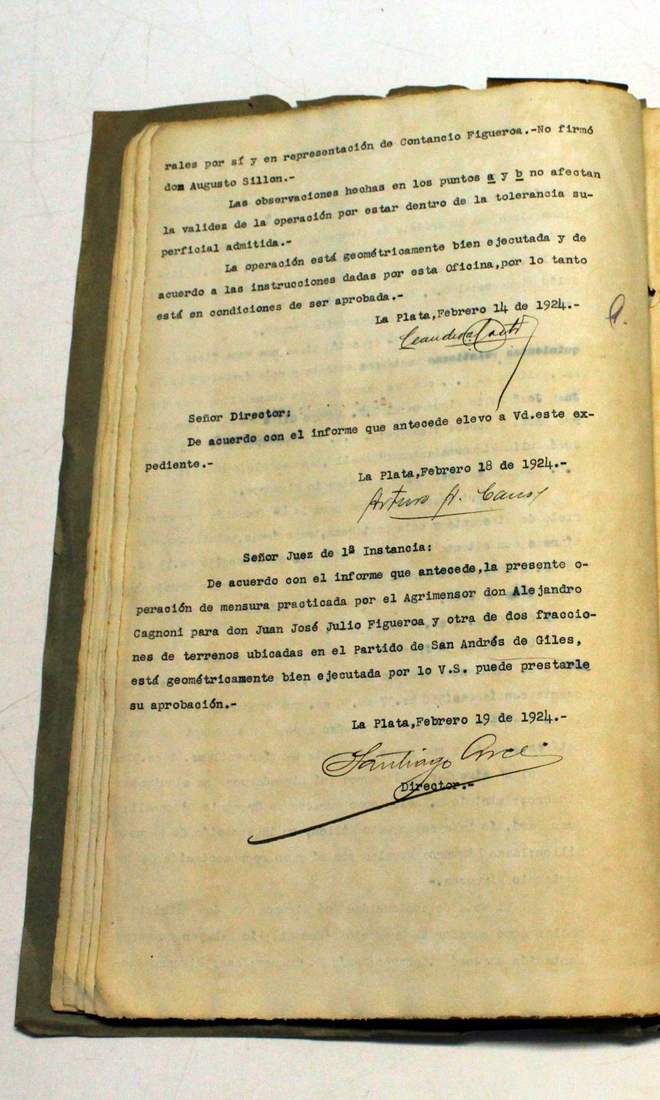 rales por sí y en representación de Contancio Figueroa.-No firmó
don Augusto Sillon.-
Las observaciones hechas en los puntos a y b no afectan
la validez de la operación por estar dentro de la tolerancia su-
perficial admitida.-
La operación está geométricamente bien ejecutada y de
acuerdo a las instrucciones dadas por esta Oficina,por lo tanto
está en condiciones de ser aprobada.-
La Plata,Febrero 14 de 1924.-
Señor Director:
De acuerdo con el informe que antecede elevo a Vd.este ex-
pediente.-
La Plata,Febrero 18 de 1924.-
Arturo
Señor Juez de 1ª Instancia:
De acuerdo con el informe que antecede,la presente o-
peración de mensura practicada por el Agrimensor don Alejandro
Cagnoni para don Juan José Julio Figueroa y otra de dos fraccio-
nes de terrenos ubicadas en el Partido de San Andrés de Giles,
está geométricamente bien ejecutada por lo V.S. puede prestarle
su aprobación.-
La Plata,Febrero 19 de 1924.-
Santiago Arce
Director.-